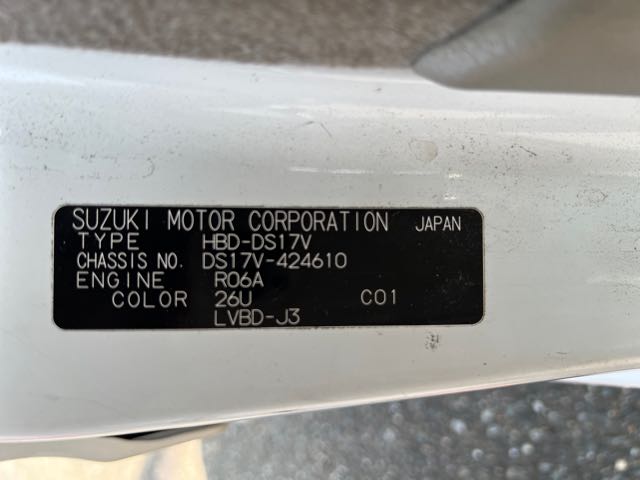 SUZUKI MOTOR CORPORATION JAPAN
TYPE HBD-DS17V
CHASSIS NO. DS17V-424610
ENGINE R06A
COLOR 26U C01
LVBD-J3